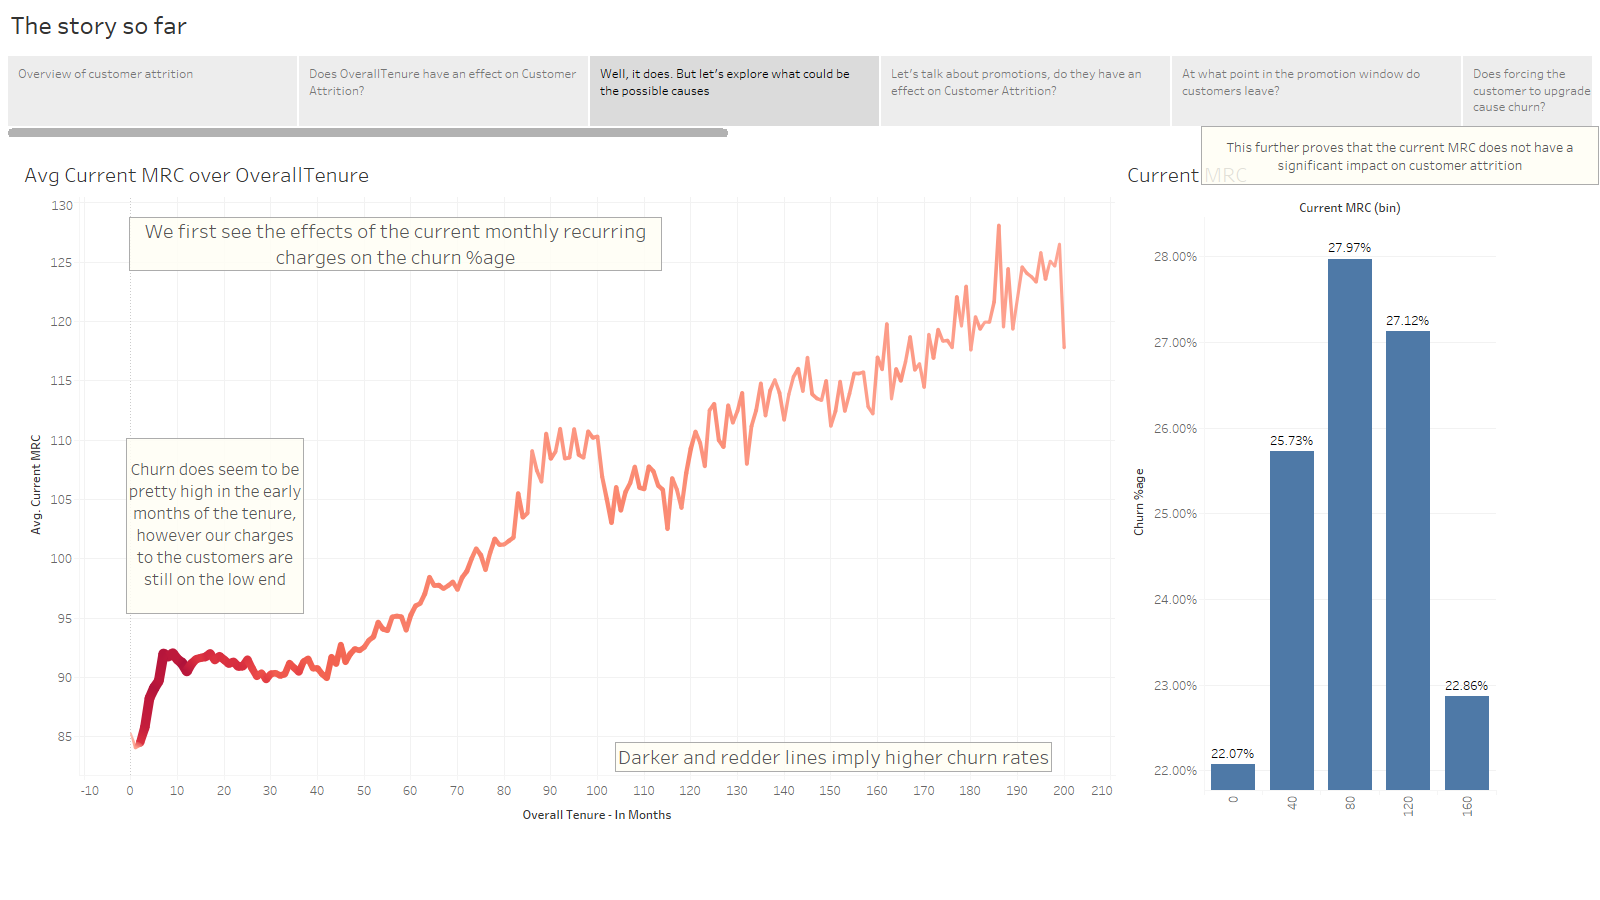 The story so far
Overview of customer attrition
Does OverallTenure have an effect on Customer
Attrition?
Well, it does. But let's explore what could be
the possible causes
Let's talk about promotions, do they have an
effect on Customer Attrition?
At what point in the promotion window do
customers leave?
Does forcing the
customer to upgrade
cause churn?
This further proves that the current MRC does not have a
significant impact on customer attrition
Avg Current MRC over OverallTenure
We first see the effects of the current monthly recurring
charges on the churn %age
Churn does seem to be
pretty high in the early
months of the tenure,
however our charges
to the customers are
still on the low end
Darker and redder lines imply higher churn rates
Avg. Current MRC
130
125
120
115
110
105
100
95
90
85
-10 0 10 20 30 40 50 60 70 80 90 100 110 120 130 140 150 160 170 180 190 200 210
Overall Tenure - In Months
Current MRC
Current MRC (bin)
Churn %age
28.00%
27.00%
26.00%
25.00%
24.00%
23.00%
22.00%
22.07%
25.73%
27.97%
27.12%
22.86%
0 40 80 120 160